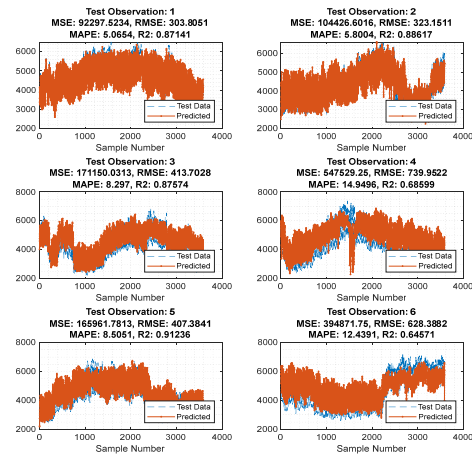 Test Observation: 1
MSE: 92297.5234, RMSE: 303.8051
MAPE: 5.0654, R2: 0.87141
6000
5000
4000
3000
2000
Test Data
Predicted
0 1000 2000 3000 4000
Sample Number
Test Observation: 2
MSE: 104426.6016, RMSE: 323.1511
MAPE: 5.8004, R2: 0.88617
6000
5000
4000
3000
2000
Test Data
Predicted
0 1000 2000 3000 4000
Sample Number
Test Observation: 3
MSE: 171150.0313, RMSE: 413.7028
MAPE: 8.297, R2: 0.87574
8000
6000
4000
2000
Test Data
Predicted
0 1000 2000 3000 4000
Sample Number
Test Observation: 4
MSE: 547529.25, RMSE: 739.9522
MAPE: 14.9496, R2: 0.68599
8000
6000
4000
2000
Test Data
Predicted
0 1000 2000 3000 4000
Sample Number
Test Observation: 5
MSE: 165961.7813, RMSE: 407.3841
MAPE: 8.5051, R2: 0.91236
8000
6000
4000
2000
Test Data
Predicted
0 1000 2000 3000 4000
Sample Number
Test Observation: 6
MSE: 394871.75, RMSE: 628.3882
MAPE: 12.4391, R2: 0.64571
8000
6000
4000
2000
Test Data
Predicted
0 1000 2000 3000 4000
Sample Number